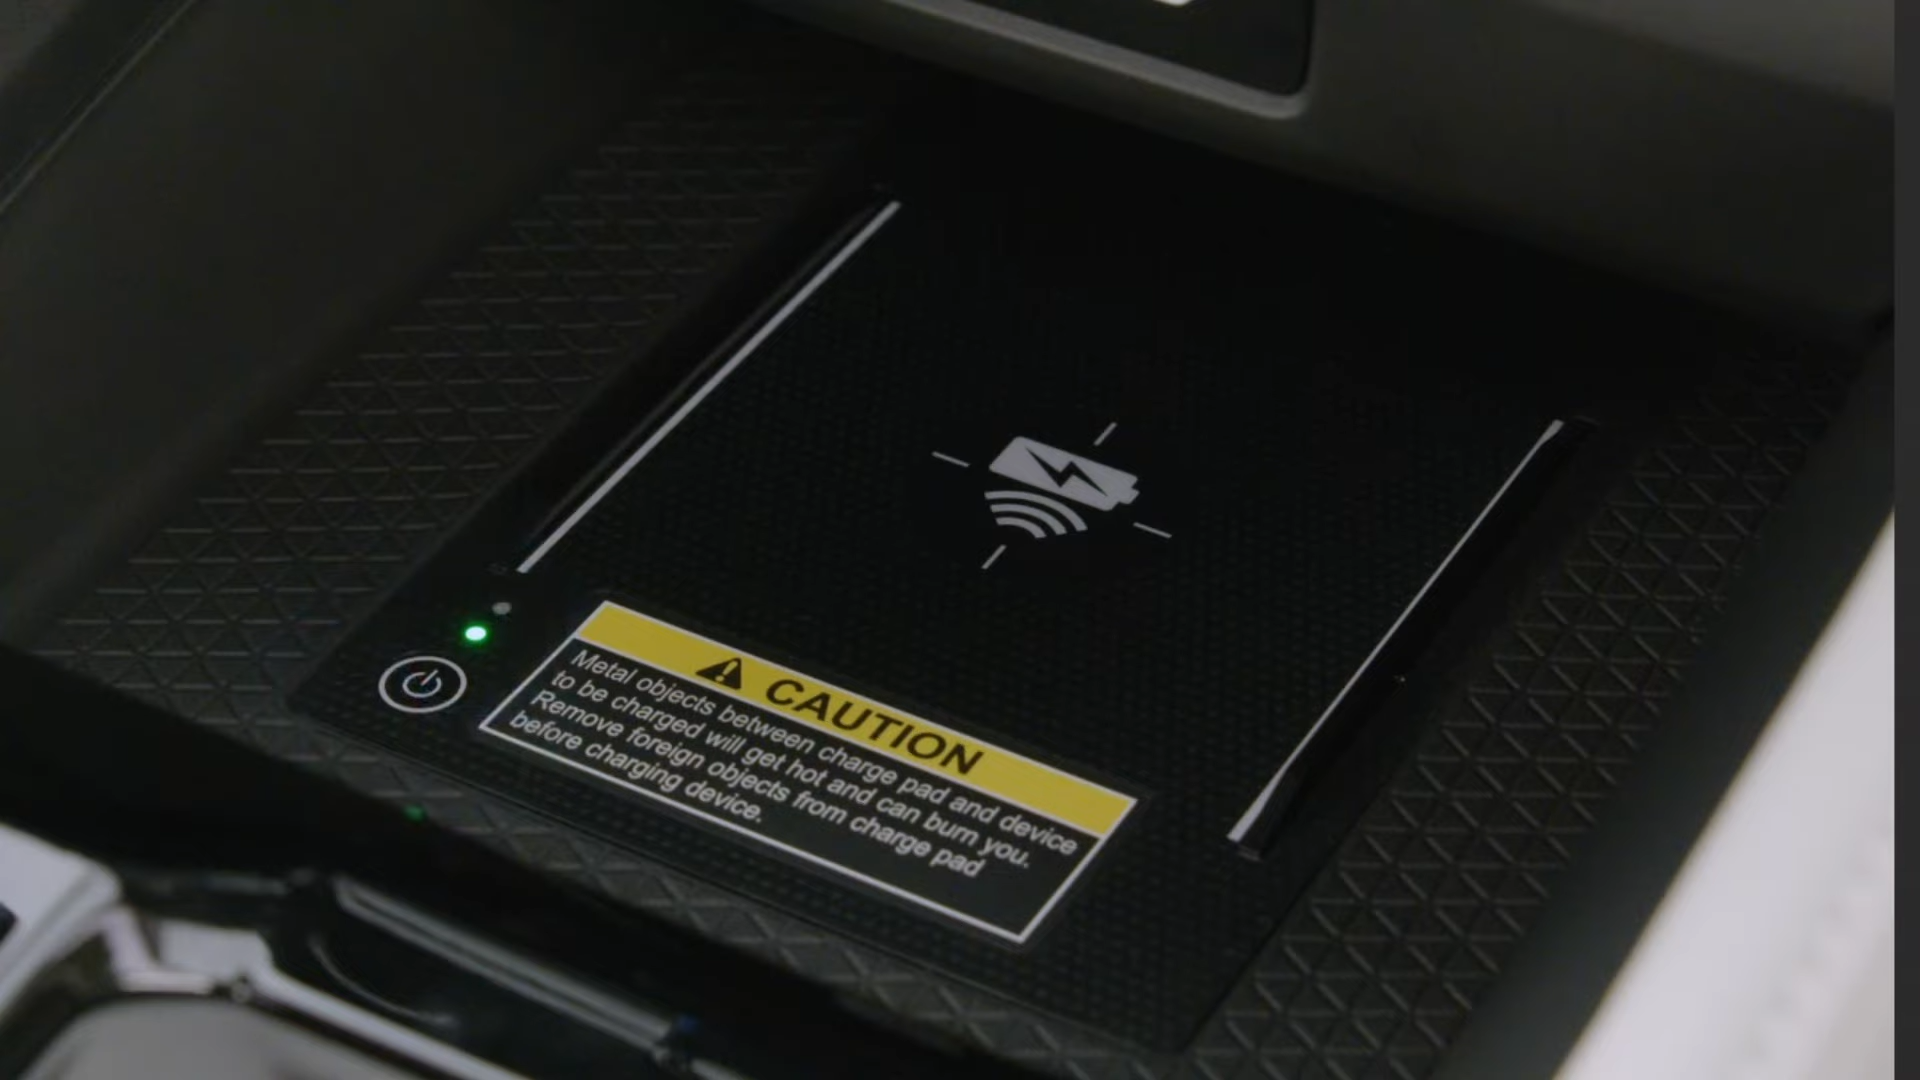 CAUTION
Metal objects between charge pad and device
to be charged will get hot and can burn you.
Remove foreign objects from charge pad
before charging device.